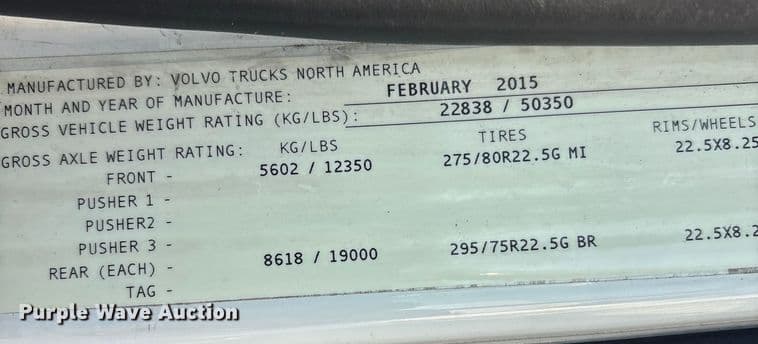 MANUFACTURED BY: VOLVO TRUCKS NORTH AMERICA
MONTH AND YEAR OF MANUFACTURE: FEBRUARY 2015
GROSS VEHICLE WEIGHT RATING (KG/LBS): 22838 / 50350
GROSS AXLE WEIGHT RATING: KG/LBS TIRES RIMS/WHEELS
FRONT - 5602 / 12350 275/80R22.5G MI 22.5X8.25
PUSHER 1 -
PUSHER2 -
PUSHER 3 -
REAR (EACH) - 8618 / 19000 295/75R22.5G BR 22.5X8.2
TAG -
Purple Wave Auction